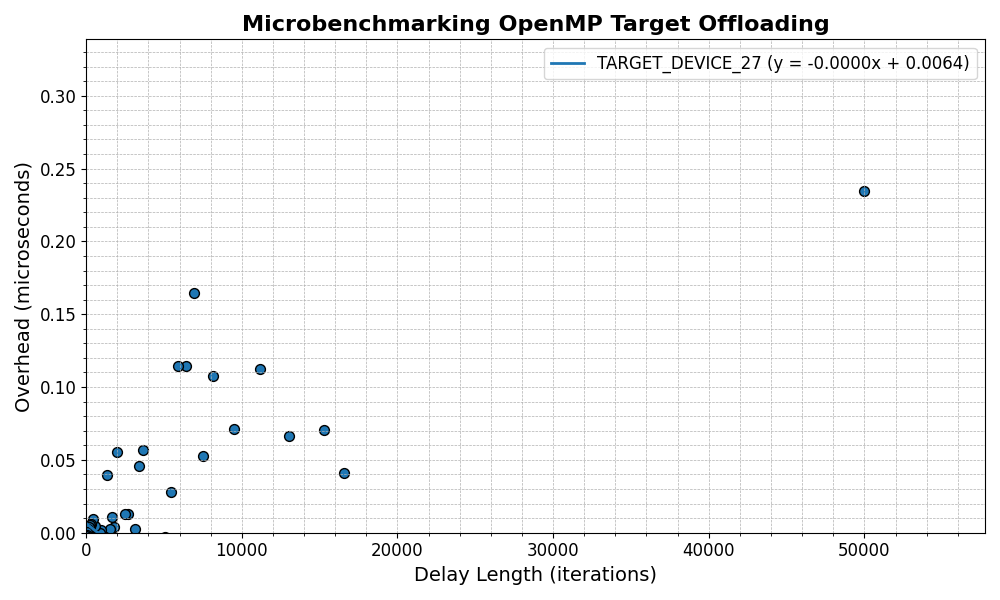 Microbenchmarking OpenMP Target Offloading
TARGET_DEVICE_27 (y = -0.0000x + 0.0064)
Overhead (microseconds)
0.30
0.25
0.20
0.15
0.10
0.05
0.00
0 10000 20000 30000 40000 50000
Delay Length (iterations)